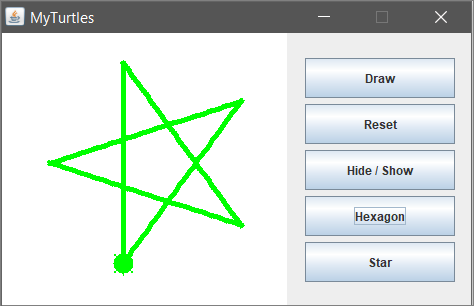 MyTurtles
Draw
Reset
Hide / Show
Hexagon
Star